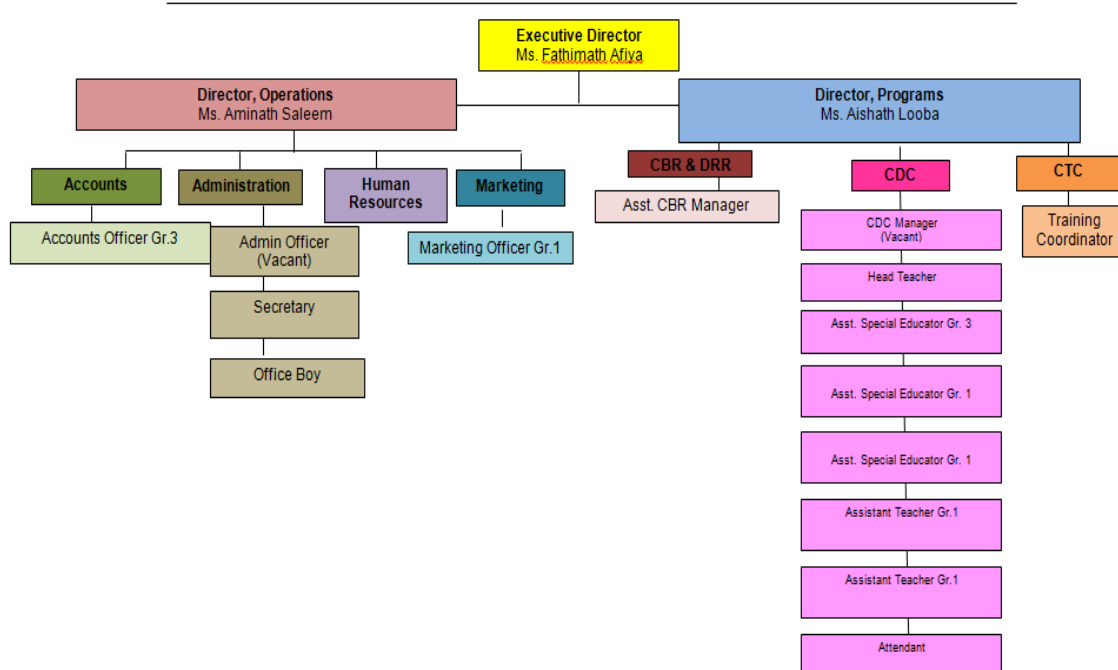 Executive Director
Ms. Fathimath Afiya
Director, Operations
Ms. Aminath Saleem
Director, Programs
Ms. Aishath Looba
Accounts
Administration
Human
Resources
Marketing
CBR & DRR
CDC
CTC
Accounts Officer Gr.3
Admin Officer
(Vacant)
Secretary
Office Boy
Marketing Officer Gr.1
Asst. CBR Manager
CDC Manager
(Vacant)
Head Teacher
Asst. Special Educator Gr. 3
Asst. Special Educator Gr. 1
Asst. Special Educator Gr. 1
Assistant Teacher Gr.1
Assistant Teacher Gr.1
Attendant
Training
Coordinator